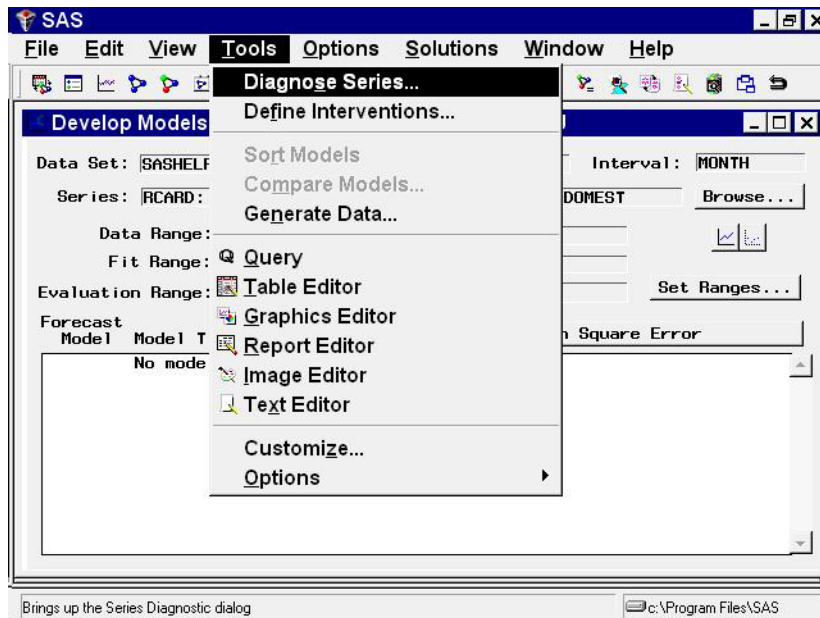 SAS
File Edit View Tools Options Solutions Window Help
Diagnose Series...
Define Interventions...
Sort Models
Compare Models...
Generate Data...
Query
Table Editor
Graphics Editor
Report Editor
Image Editor
Text Editor
Customize...
Options
Develop Models
Data Set: SASHELP Interval: MONTH
Series: RCARD: DOMEST Browse...
Data Range:
Fit Range:
Evaluation Range: Set Ranges...
Forecast
Model Model T Square Error
No mode
Brings up the Series Diagnostic dialog c:\Program Files\SAS